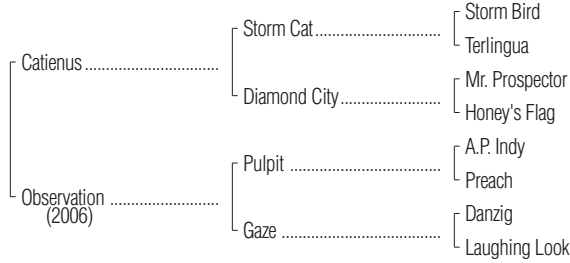 Storm Bird
Storm Cat
Terlingua
Catienus
Mr. Prospector
Diamond City
Honey's Flag
A.P. Indy
Pulpit
Preach
Observation
(2006)
Danzig
Gaze
Laughing Look